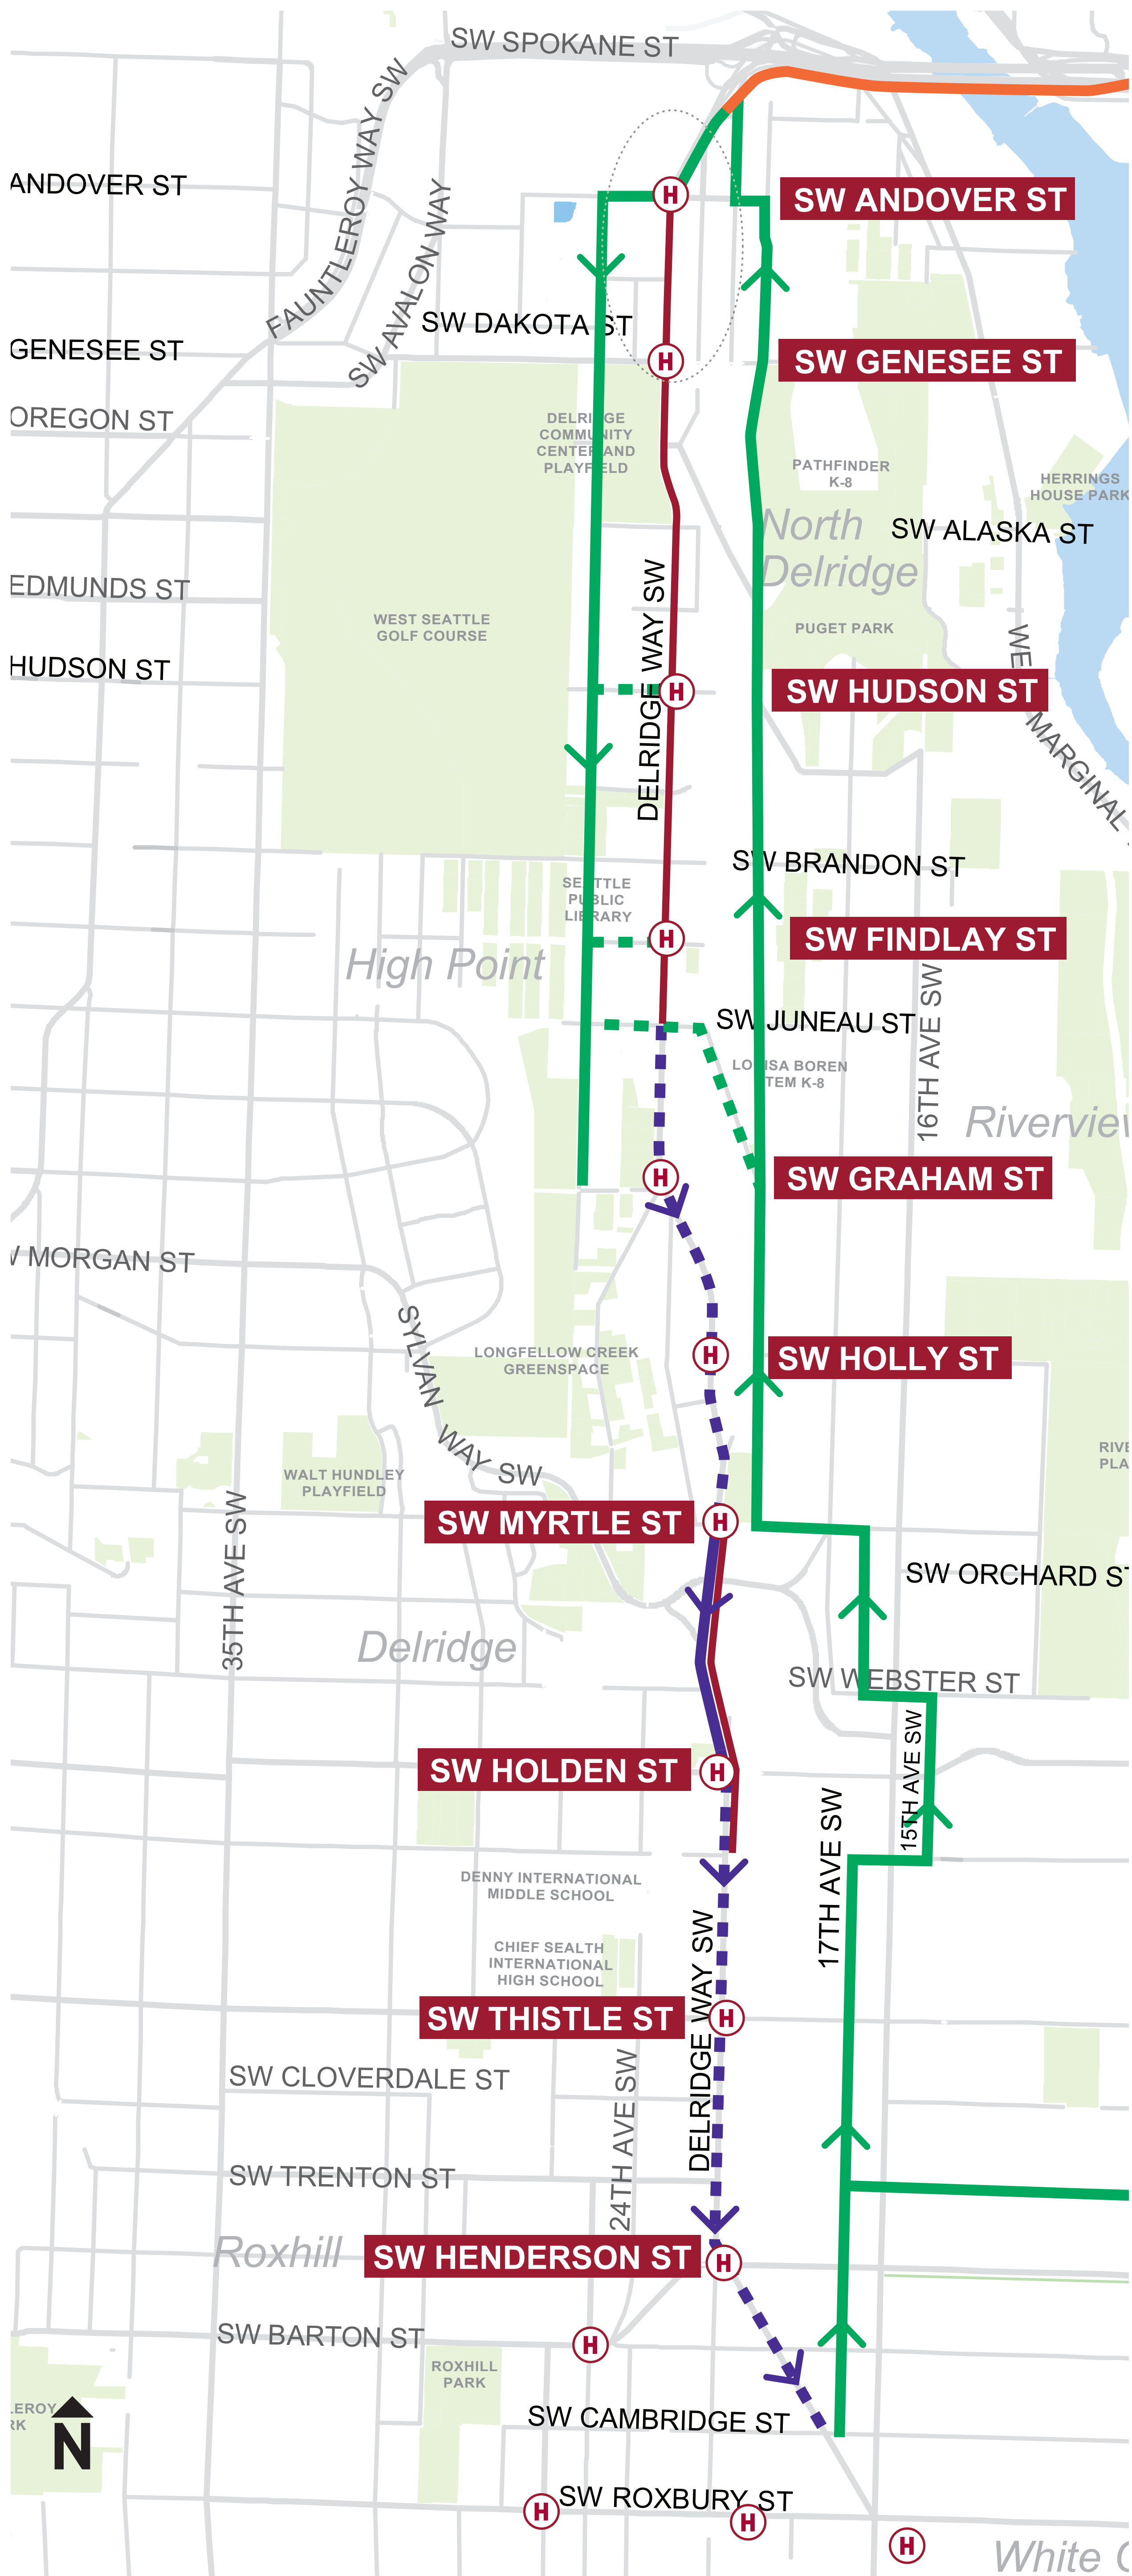 SW SPOKANE ST
FAUNTLEROY WAY SW
ANDOVER ST
SW AVALON WAY
H
SW ANDOVER ST
SW DAKOTA ST
GENESEE ST
H
SW GENESEE ST
OREGON ST
DELRIDGE
COMMUNITY
CENTER AND
PLAYFIELD
PATHFINDER
K-8
HERRINGS
HOUSE PARK
North
Delridge
SW ALASKA ST
EDMUNDS ST
WEST SEATTLE
GOLF COURSE
DELRIDGE WAY SW
PUGET PARK
WE
MARGINAL
HUDSON ST
H
SW HUDSON ST
SW BRANDON ST
SEATTLE
PUBLIC
LIBRARY
High Point
H
SW FINDLAY ST
16TH AVE SW
SW JUNEAU ST
LOUISA BOREN
STEM K-8
Riverview
H
SW GRAHAM ST
MORGAN ST
SYLVAN
WAY SW
LONGFELLOW CREEK
GREENSPACE
H
SW HOLLY ST
WALT HUNDLEY
PLAYFIELD
RIVE
PLA
35TH AVE SW
SW MYRTLE ST
H
SW ORCHARD ST
Delridge
SW WEBSTER ST
15TH AVE SW
SW HOLDEN ST
H
17TH AVE SW
DENNY INTERNATIONAL
MIDDLE SCHOOL
CHIEF SEALTH
INTERNATIONAL
HIGH SCHOOL
DELRIDGE WAY SW
SW THISTLE ST
H
SW CLOVERDALE ST
24TH AVE SW
SW TRENTON ST
Roxhill
SW HENDERSON ST
H
SW BARTON ST
H
ROXHILL
PARK
LEROY
RK
N
SW CAMBRIDGE ST
SW ROXBURY ST
H
H
H
White C